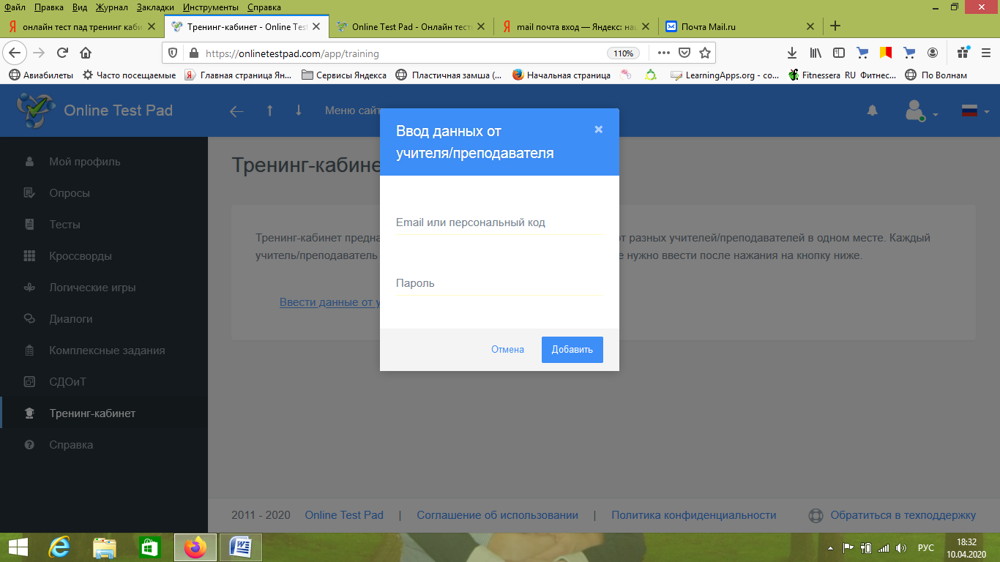 Файл Правка Вид Журнал Закладки Инструменты Справка
онлайн тест пад тренинг каби
Тренинг-кабинет - Online Tes
Online Test Pad - Онлайн тест
mail почта вход — Яндекс: на
Почта Mail.ru
https://onlinetestpad.com/app/training 110%
Авиабилеты Часто посещаемые Главная страница Ян... Сервисы Яндекса Пластичная замша (... Начальная страница LearningApps.org - co... Fitnessera RU Фитнес... По Волнам
Online Test Pad
Меню сайт
Мой профиль
Опросы
Тесты
Кроссворды
Логические игры
Диалоги
Комплексные задания
СДОиТ
Тренинг-кабинет
Справка
Тренинг-кабине
Тренинг-кабинет предна от разных учителей/преподавателей в одном месте. Каждый
учитель/преподаватель е нужно ввести после нажания на кнопку ниже.
Ввести данные от у
Ввод данных от
учителя/преподавателя
×
Email или персональный код
Пароль
Отмена Добавить
2011 - 2020 Online Test Pad | Соглашение об использовании | Политика конфиденциальности Обратиться в техподдержку
РУС
18:32
10.04.2020